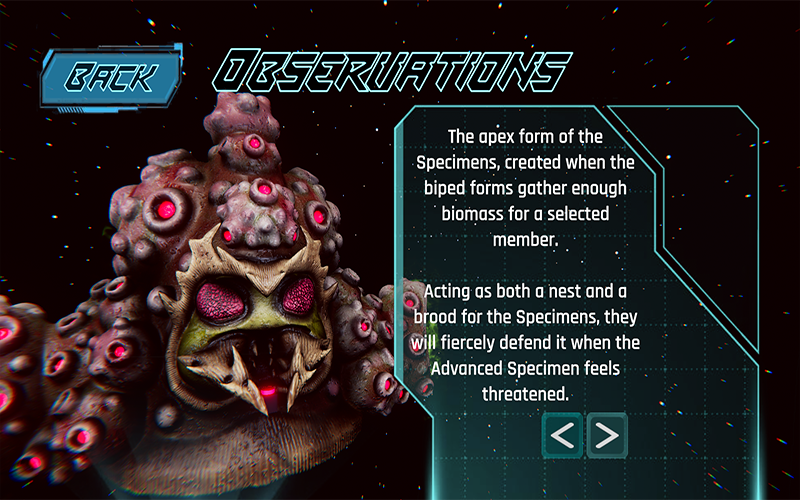 Back
Observations
The apex form of the
Specimens, created when the
biped forms gather enough
biomass for a selected
member.
Acting as both a nest and a
brood for the Specimens, they
will fiercely defend it when the
Advanced Specimen feels
threatened.
< >